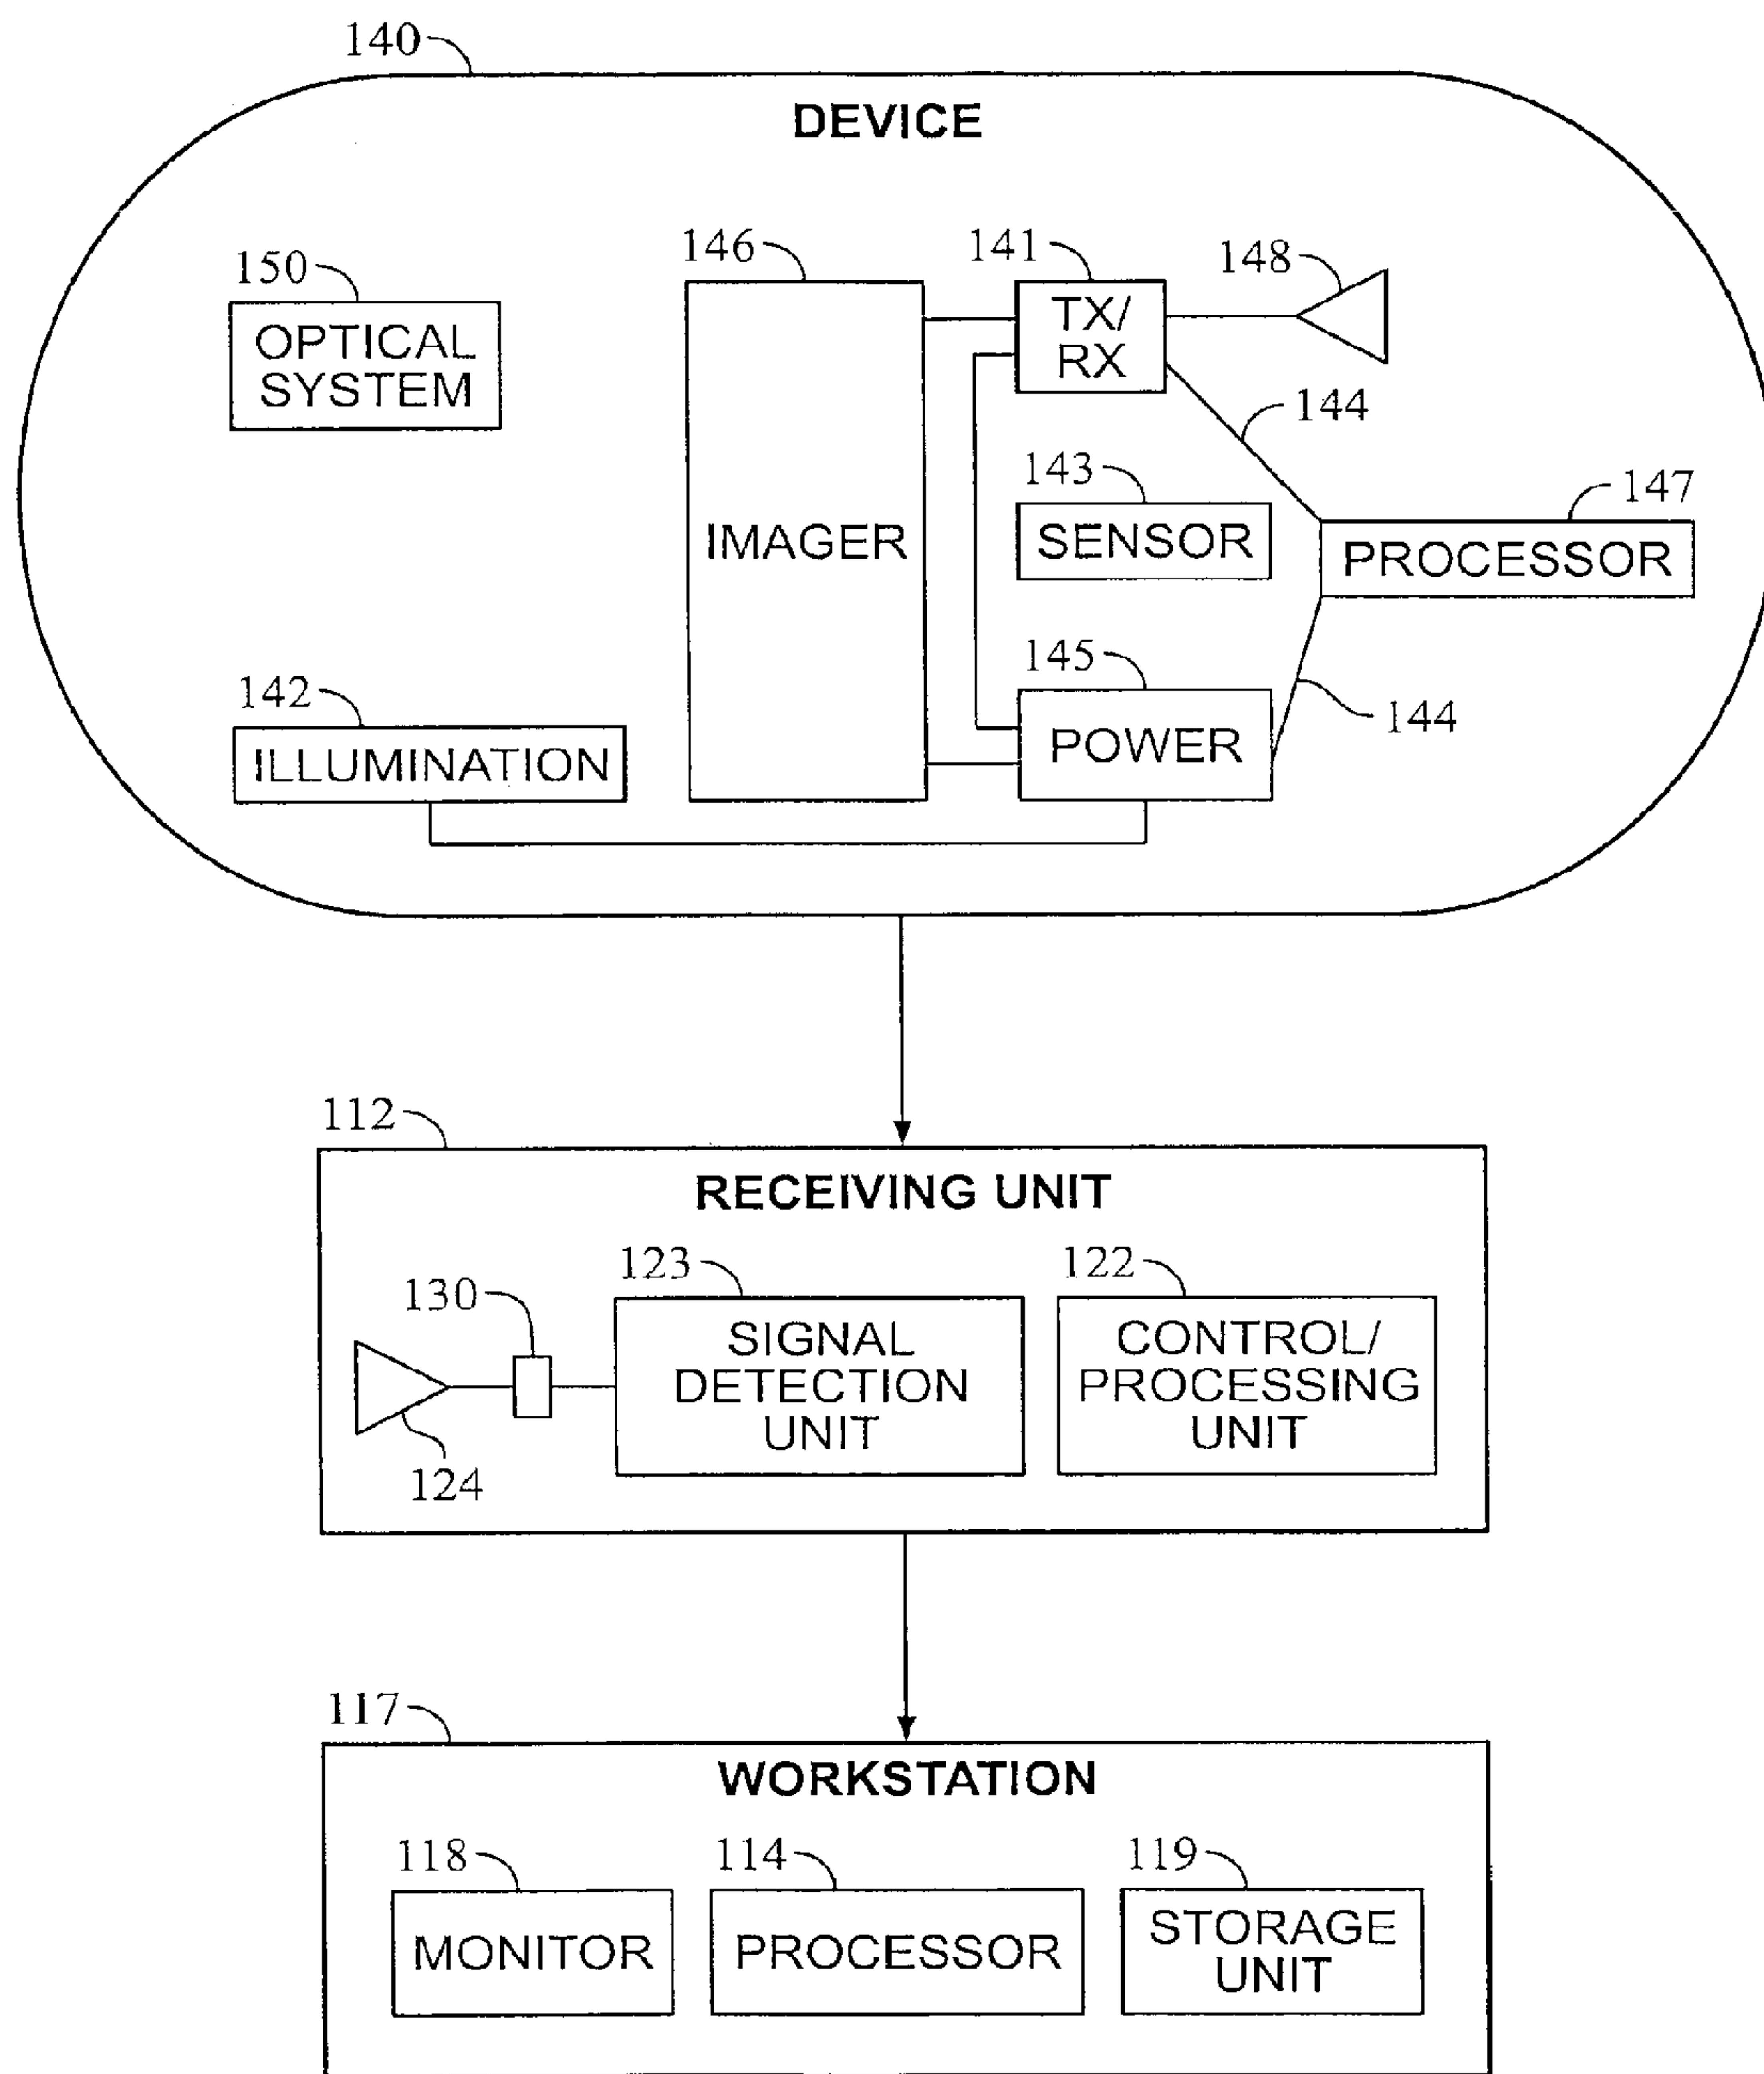 140
DEVICE
146
141
148
150
TX/
RX
OPTICAL
SYSTEM
144
143
147
IMAGER
SENSOR
PROCESSOR
145
142
144
POWER
ILLUMINATION
112
RECEIVING UNIT
123
122
130
SIGNAL
DETECTION
UNIT
CONTROL/
PROCESSING
UNIT
124
117
WORKSTATION
118
114
119
MONITOR
PROCESSOR
STORAGE
UNIT